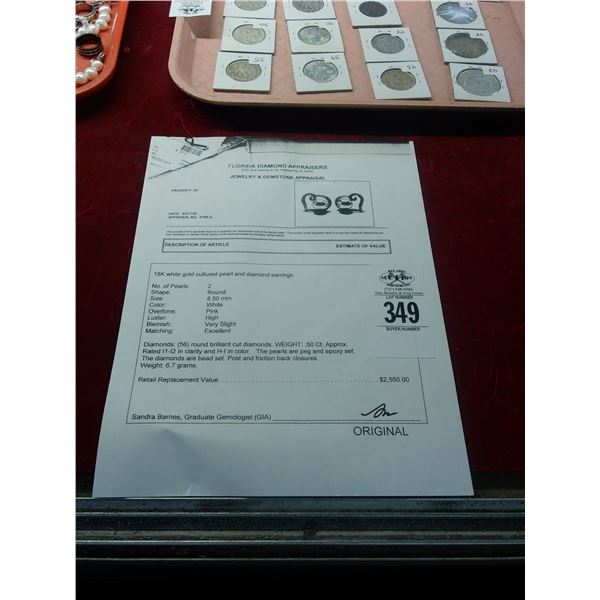 FLORIDA DIAMOND APPRAISERS
JEWELRY & GEMSTONE APPRAISAL
PROPERTY OF:
DATE:
APPRAISAL NO.
DESCRIPTION OF ARTICLE ESTIMATE OF VALUE
18K white gold cultured pearl and diamond earrings.
No. of Pearls: 2
Shape: Round
Size: 8.50 mm
Color: White
Overtone: Pink
Luster: High
Blemish: Very Slight
Matching: Excellent
Diamonds: (56) round brilliant cut diamonds. WEIGHT: .50 Ct. Approx.
Rated I1-I2 in clarity and H-I in color. The pearls are peg and epoxy set.
The diamonds are bead set. Post and friction back closures.
Weight: 6.7 grams.
Retail Replacement Value $2,550.00
Sandra Barnes, Graduate Gemologist (GIA)
ORIGINAL
AUCTION
LOT NUMBER
349
BUYER NUMBER